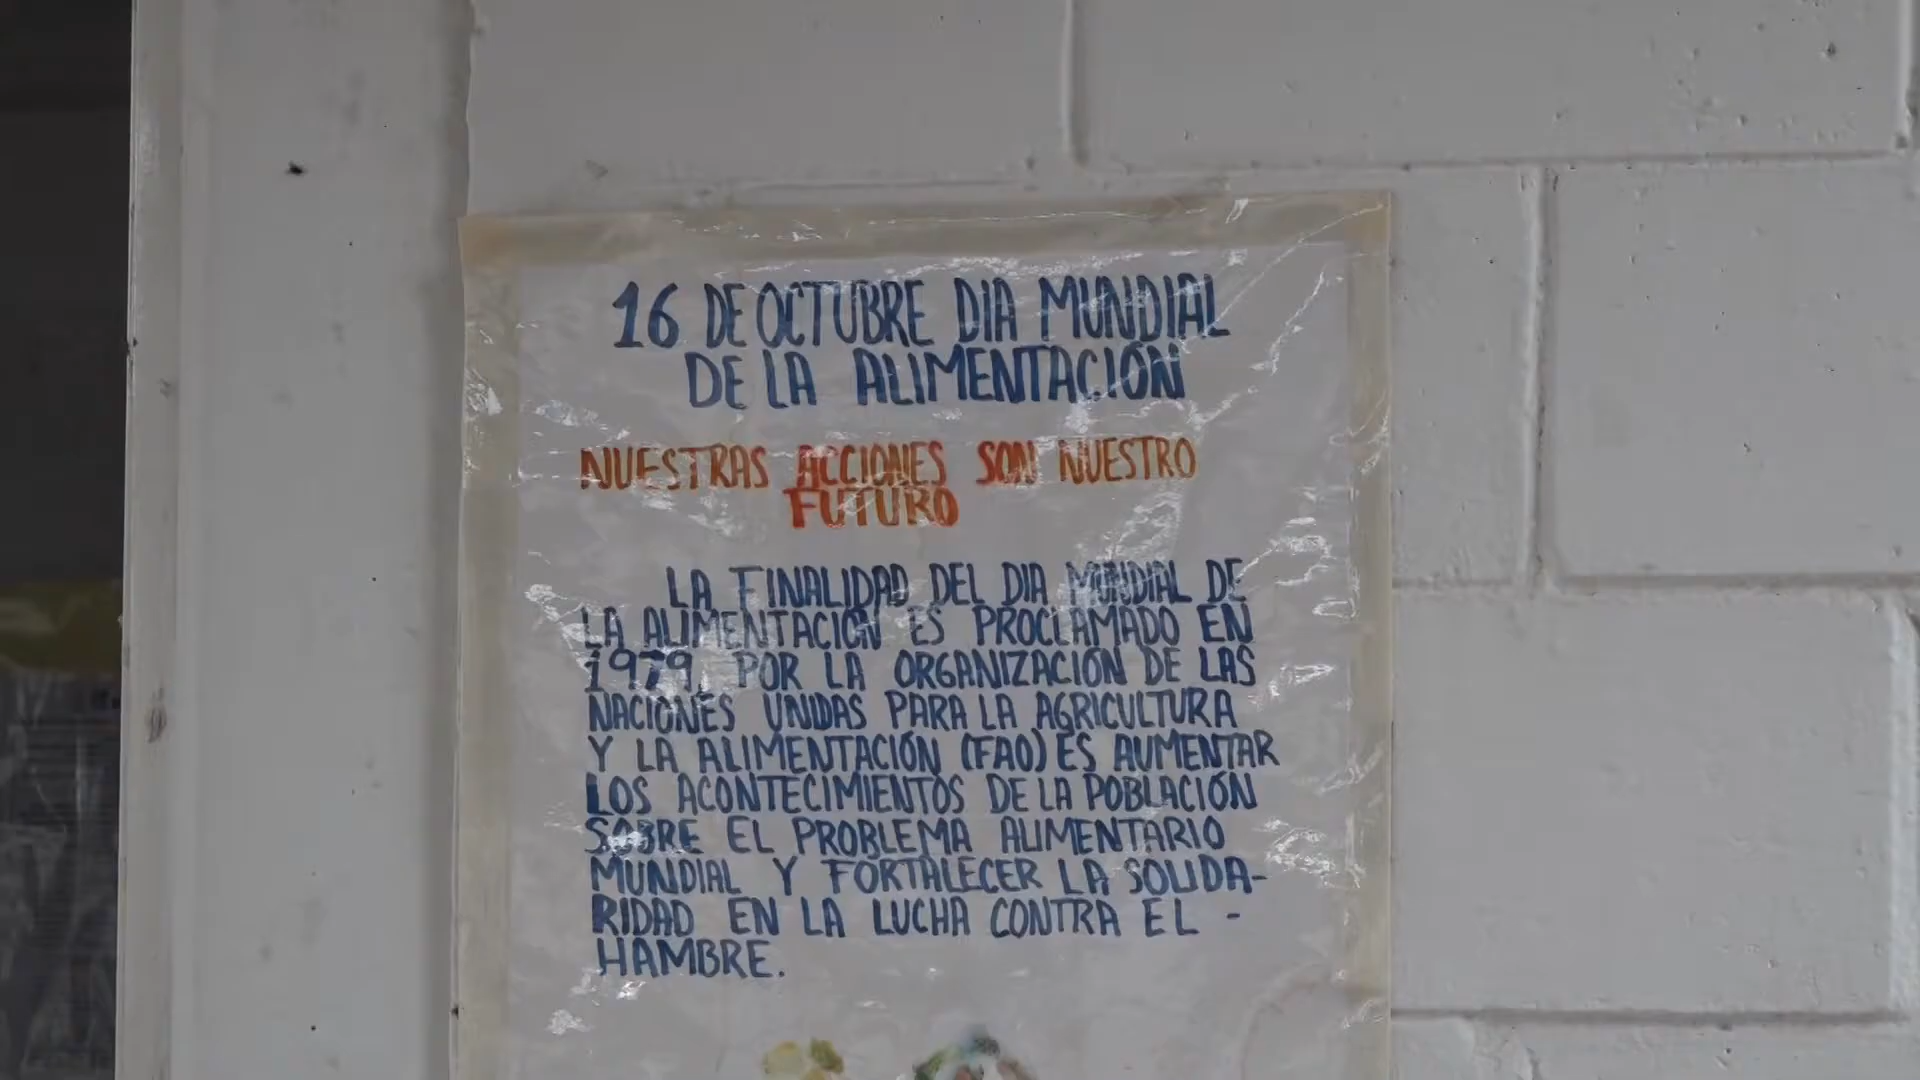 16 DE OCTUBRE DIA MUNDIAL
DE LA ALIMENTACIÓN
NUESTRAS ACCIONES SON NUESTRO
FUTURO
LA FINALIDAD DEL DIA MUNDIAL DE
LA ALIMENTACIÓN ES PROCLAMADO EN
1979, POR LA ORGANIZACIÓN DE LAS
NACIONES UNIDAS PARA LA AGRICULTURA
Y LA ALIMENTACIÓN (FAO) ES AUMENTAR
LOS ACONTECIMIENTOS DE LA POBLACIÓN
SOBRE EL PROBLEMA ALIMENTARIO
MUNDIAL Y FORTALECER LA SOLIDA-
RIDAD EN LA LUCHA CONTRA EL -
HAMBRE.